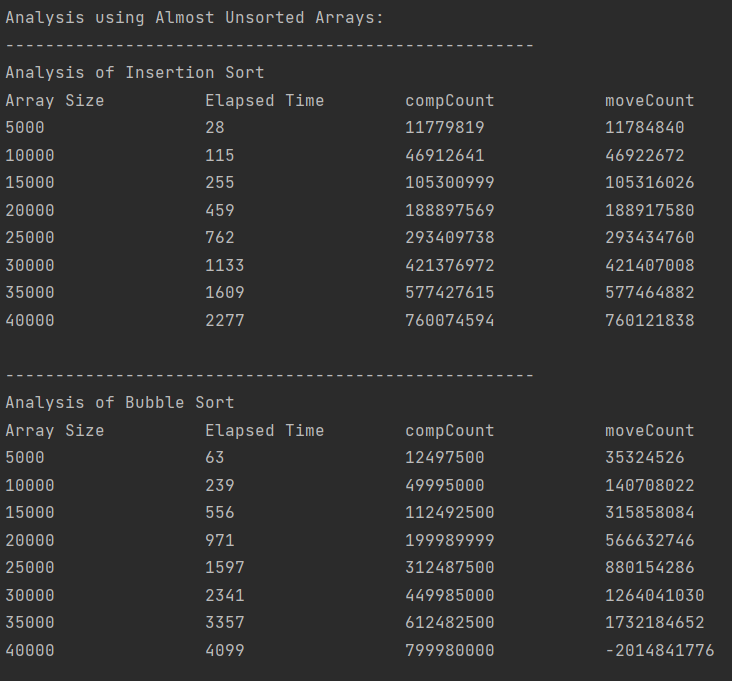 Analysis using Almost Unsorted Arrays:
-----------------------------------------------------
Analysis of Insertion Sort
Array Size          Elapsed Time        compCount           moveCount
5000                28                  11779819            11784840
10000               115                 46912641            46922672
15000               255                 105300999           105316026
20000               459                 188897569           188917580
25000               762                 293409738           293434760
30000               1133                421376972           421407008
35000               1609                577427615           577464882
40000               2277                760074594           760121838

-----------------------------------------------------
Analysis of Bubble Sort
Array Size          Elapsed Time        compCount           moveCount
5000                63                  12497500            35324526
10000               239                 49995000            140708022
15000               556                 112492500           315858084
20000               971                 199989999           566632746
25000               1597                312487500           880154286
30000               2341                449985000           1264041030
35000               3357                612482500           1732184652
40000               4099                799980000           -2014841776